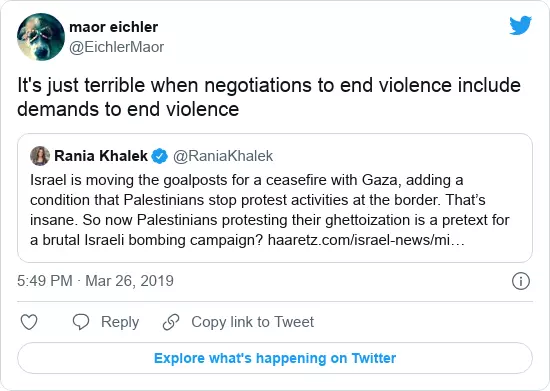 maor eichler
@EichlerMaor
It's just terrible when negotiations to end violence include
demands to end violence
Rania Khalek @RaniaKhalek
Israel is moving the goalposts for a ceasefire with Gaza, adding a
condition that Palestinians stop protest activities at the border. That’s
insane. So now Palestinians protesting their ghettoization is a pretext for
a brutal Israeli bombing campaign? haaretz.com/israel-news/mi…
5:49 PM · Mar 26, 2019
Reply
Copy link to Tweet
Explore what's happening on Twitter